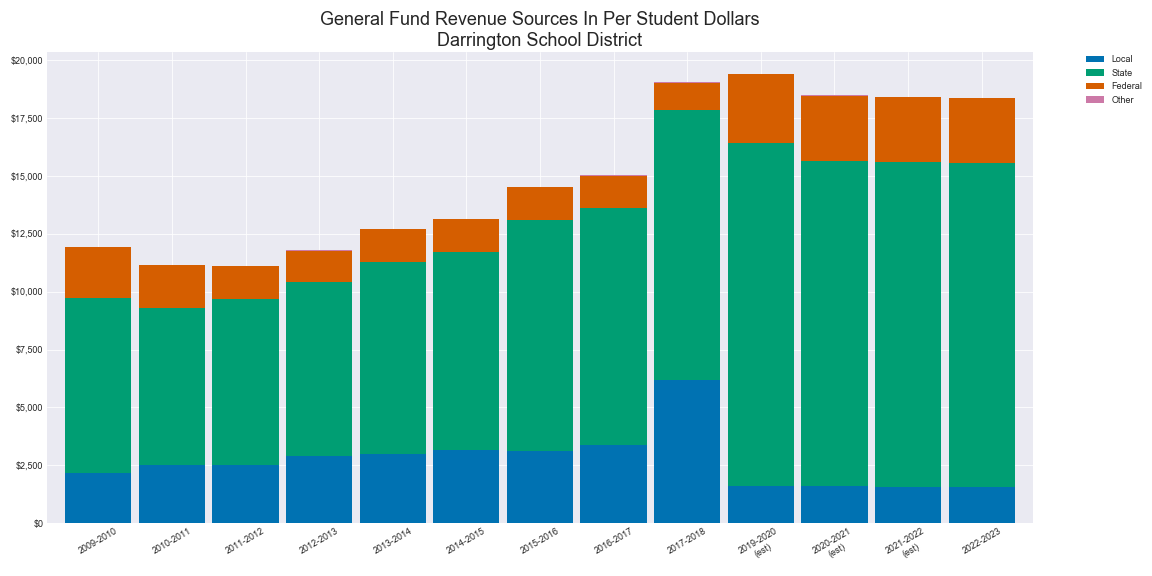 General Fund Revenue Sources In Per Student Dollars
Darrington School District
$20,000
$17,500
$15,000
$12,500
$10,000
$7,500
$5,000
$2,500
$0
2009-2010
2010-2011
2011-2012
2012-2013
2013-2014
2014-2015
2015-2016
2016-2017
2017-2018
2019-2020
(est)
2020-2021
(est)
2021-2022
(est)
2022-2023
Local
State
Federal
Other